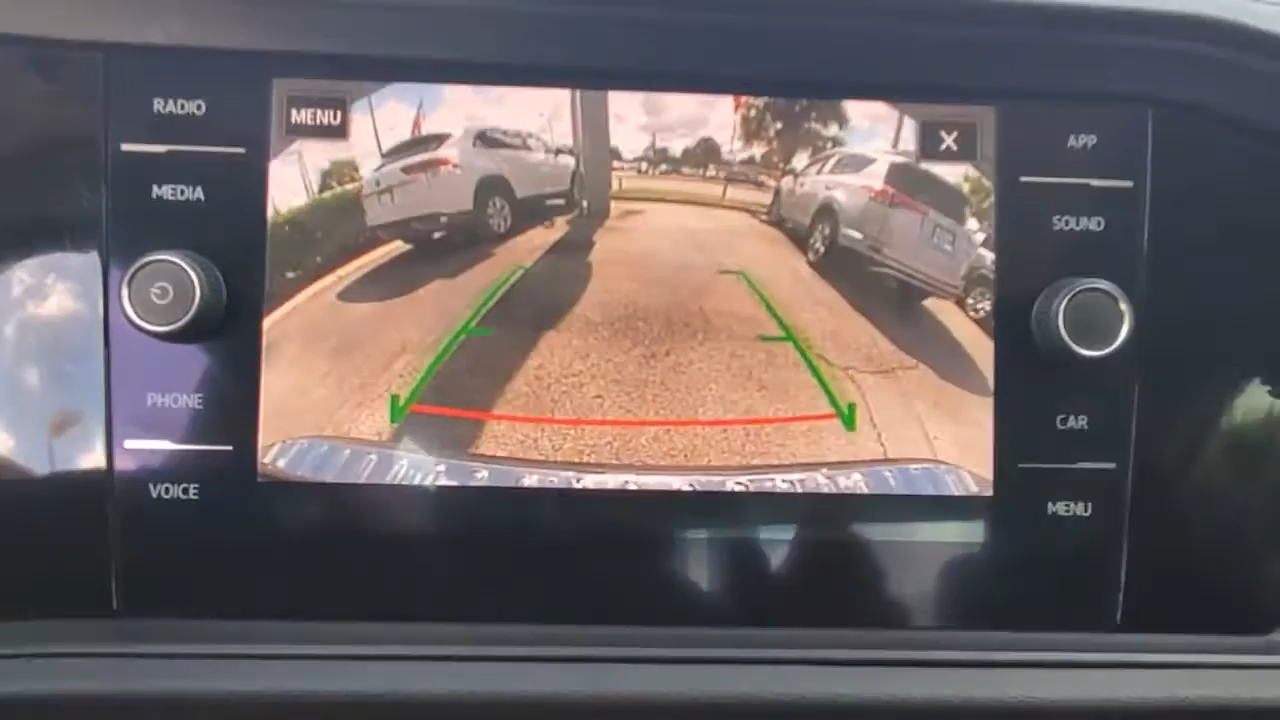 RADIO
MEDIA
PHONE
VOICE
MENU
X
APP
SOUND
CAR
MENU